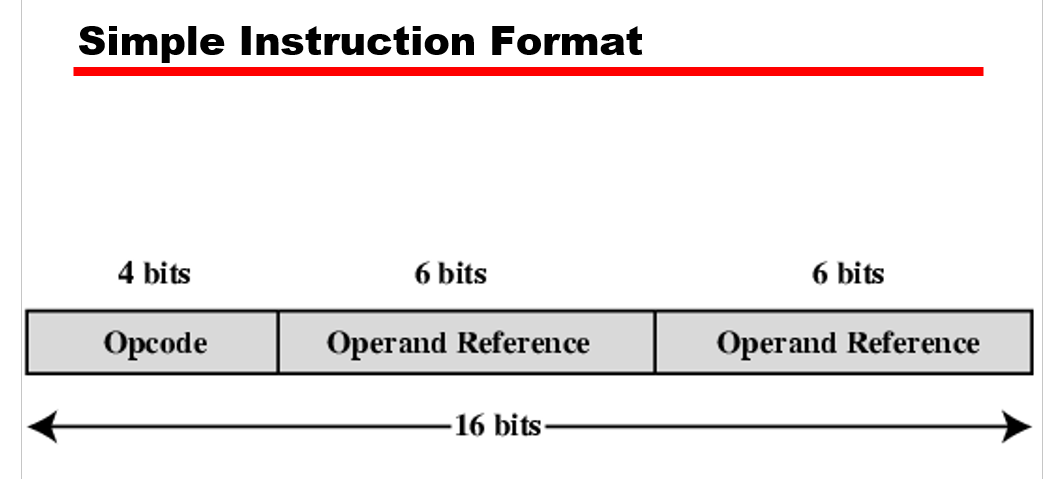 Simple Instruction Format
4 bits 6 bits 6 bits
Opcode Operand Reference Operand Reference
16 bits